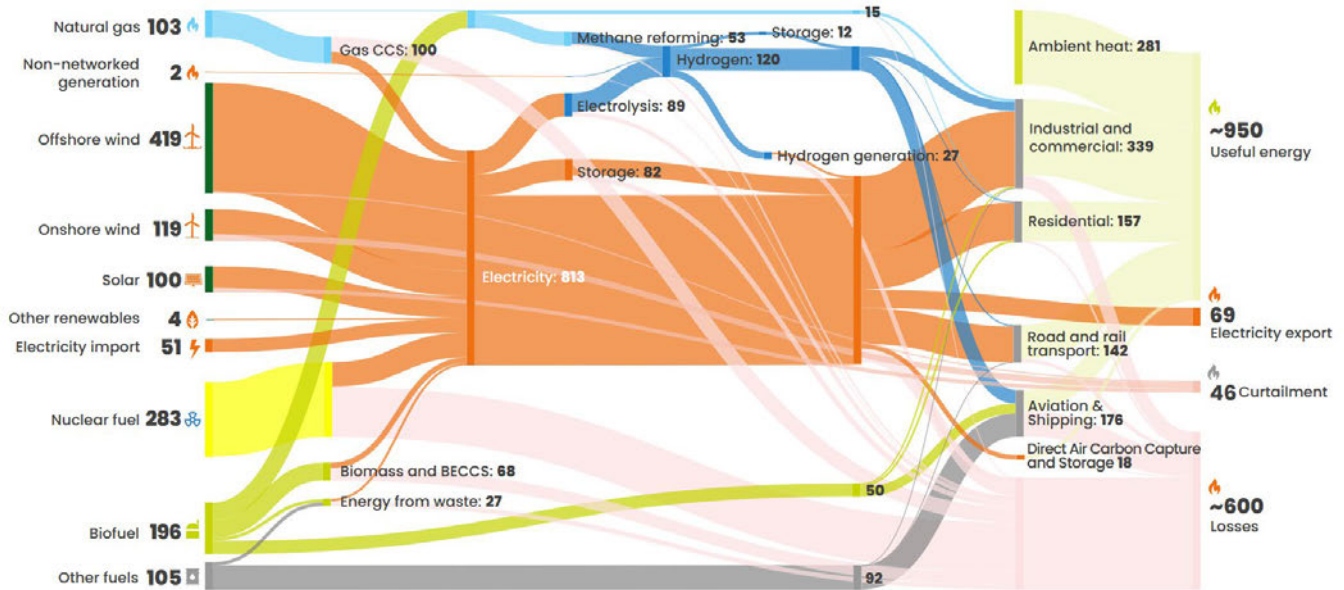 Natural gas 103
Non-networked
generation
2
Offshore wind 419
Onshore wind 119
Solar 100
Other renewables 4
Electricity import 51
Nuclear fuel 283
Biofuel 196
Other fuels 105
Gas CCS: 100
Biomass and BECCS: 68
Energy from waste: 27
Electricity: 813
Methane reforming: 53
Electrolysis: 89
Storage: 82
Hydrogen: 120
Storage: 12
Hydrogen generation: 27
15
50
92
Ambient heat: 281
Industrial and
commercial: 339
Residential: 157
Road and rail
transport: 142
Aviation &
Shipping: 176
Direct Air Carbon Capture
and Storage 18
~950
Useful energy
69
Electricity export
46 Curtailment
~600
Losses